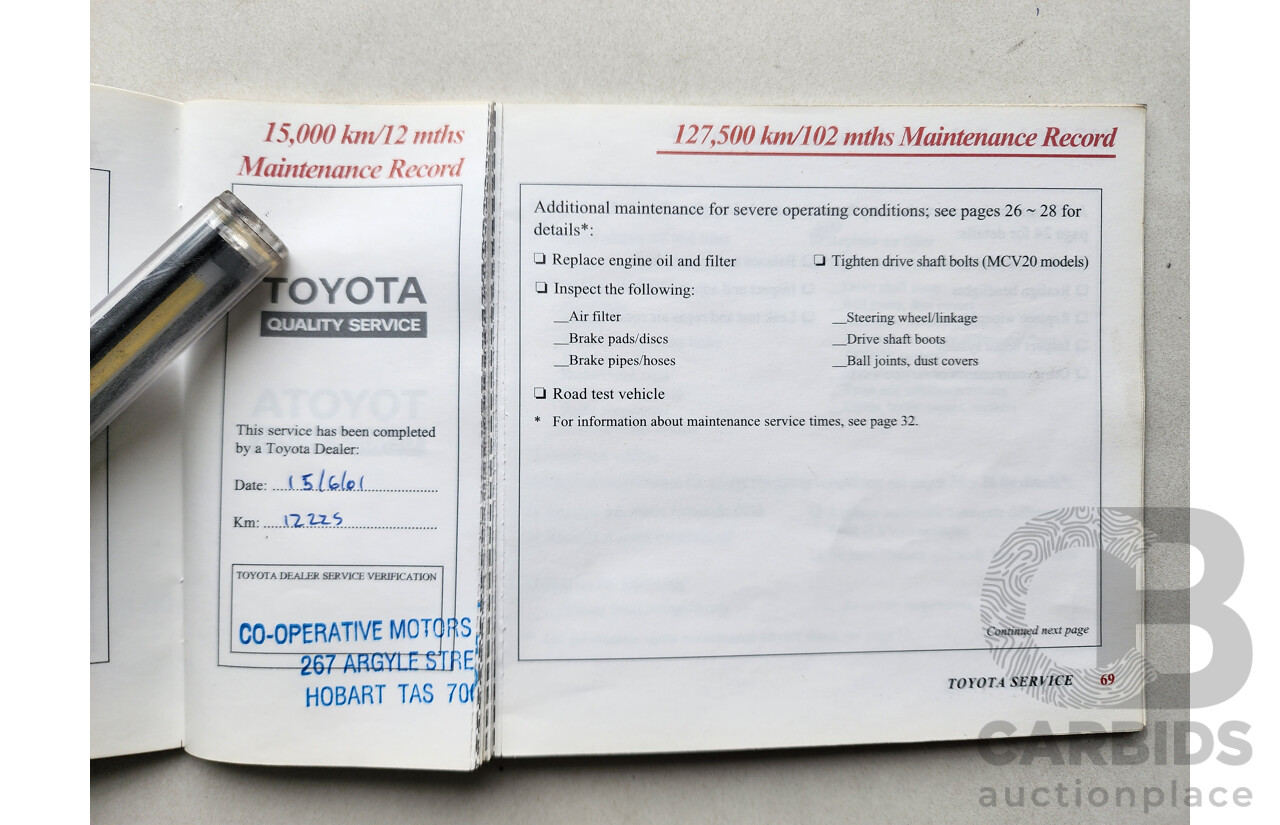 15,000 km/12 mths
Maintenance Record
TOYOTA
QUALITY SERVICE
This service has been completed
by a Toyota Dealer:
Date: 15/6/01
Km: 12225
TOYOTA DEALER SERVICE VERIFICATION
CO-OPERATIVE MOTORS
267 ARGYLE STRE
HOBART TAS 70
127,500 km/102 mths Maintenance Record
Additional maintenance for severe operating conditions; see pages 26 ~ 28 for
details*:
❏ Replace engine oil and filter
❏ Tighten drive shaft bolts (MCV20 models)
❏ Inspect the following:
__Air filter
__Steering wheel/linkage
__Brake pads/discs
__Drive shaft boots
__Brake pipes/hoses
__Ball joints, dust covers
❏ Road test vehicle
* For information about maintenance service times, see page 32.
Continued next page
TOYOTA SERVICE 69
CARBIDS
auctionplace